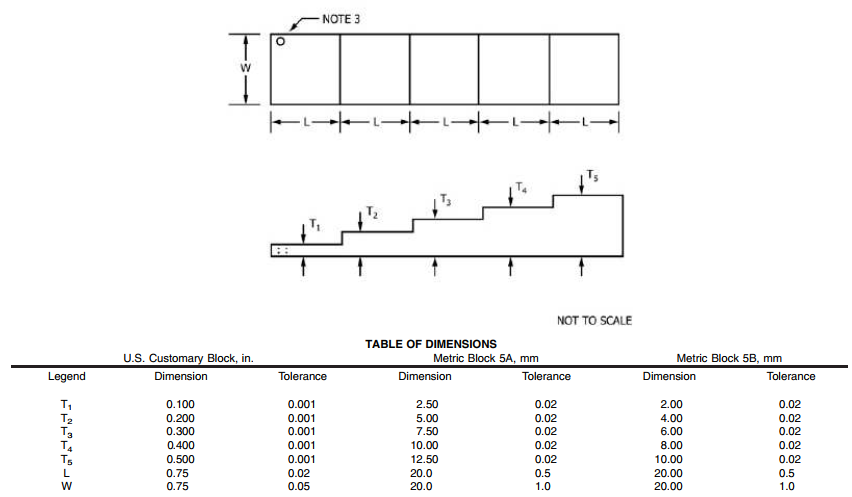 NOTE 3
W
L L L L L
T5
T4
T3
T2
T1
NOT TO SCALE
TABLE OF DIMENSIONS
U.S. Customary Block, in. Metric Block 5A, mm Metric Block 5B, mm
Legend Dimension Tolerance Dimension Tolerance Dimension Tolerance
T1 0.100 0.001 2.50 0.02 2.00 0.02
T2 0.200 0.001 5.00 0.02 4.00 0.02
T3 0.300 0.001 7.50 0.02 6.00 0.02
T4 0.400 0.001 10.00 0.02 8.00 0.02
T5 0.500 0.001 12.50 0.02 10.00 0.02
L 0.75 0.02 20.0 0.5 20.00 0.5
W 0.75 0.05 20.0 1.0 20.00 1.0